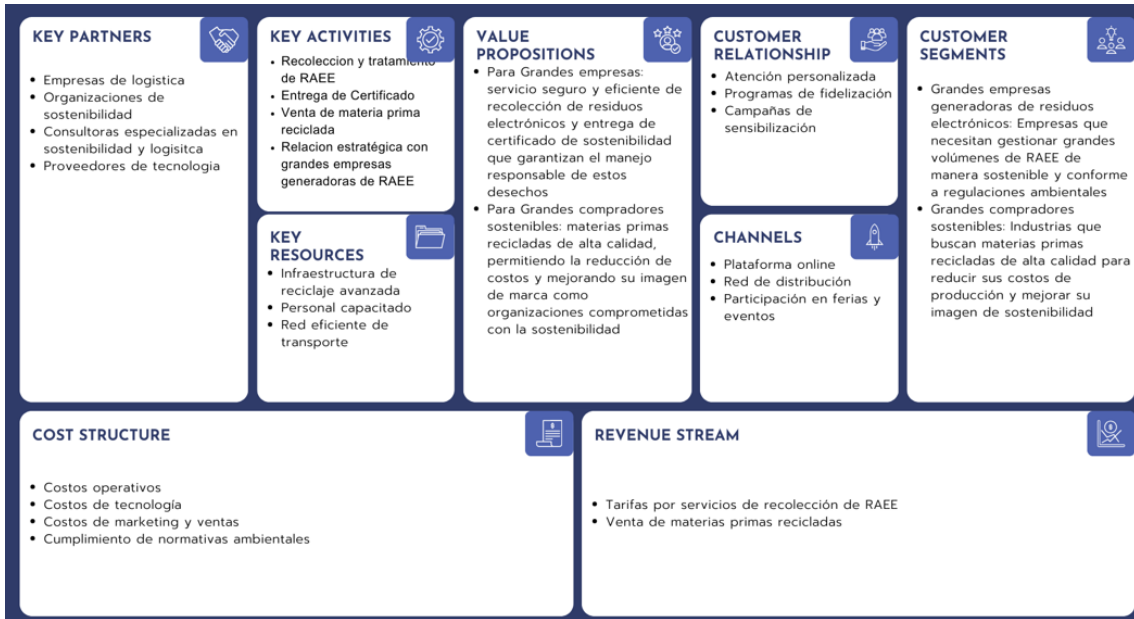 KEY PARTNERS
• Empresas de logistica
• Organizaciones de
sostenibilidad
• Consultoras especializadas en
sostenibilidad y logisitca
• Proveedores de tecnologia
KEY ACTIVITIES
• Recoleccion y tratamiento
de RAEE
• Entrega de Certificado
• Venta de materia prima
reciclada
• Relacion estratégica con
grandes empresas
generadoras de RAEE
KEY
RESOURCES
• Infraestructura de
reciclaje avanzada
• Personal capacitado
• Red eficiente de
transporte
VALUE
PROPOSITIONS
• Para Grandes empresas:
servicio seguro y eficiente de
recolección de residuos
electrónicos y entrega de
certificado de sostenibilidad
que garantizan el manejo
responsable de estos
desechos
• Para Grandes compradores
sostenibles: materias primas
recicladas de alta calidad,
permitiendo la reducción de
costos y mejorando su imagen
de marca como
organizaciones comprometidas
con la sostenibilidad
CUSTOMER
RELATIONSHIP
• Atención personalizada
• Programas de fidelización
• Campañas de
sensibilización
CHANNELS
• Plataforma online
• Red de distribución
• Participación en ferias y
eventos
CUSTOMER
SEGMENTS
• Grandes empresas
generadoras de residuos
electrónicos: Empresas que
necesitan gestionar grandes
volúmenes de RAEE de
manera sostenible y conforme
a regulaciones ambientales
• Grandes compradores
sostenibles: Industrias que
buscan materias primas
recicladas de alta calidad para
reducir sus costos de
producción y mejorar su
imagen de sostenibilidad
COST STRUCTURE
• Costos operativos
• Costos de tecnología
• Costos de marketing y ventas
• Cumplimiento de normativas ambientales
REVENUE STREAM
• Tarifas por servicios de recolección de RAEE
• Venta de materias primas recicladas